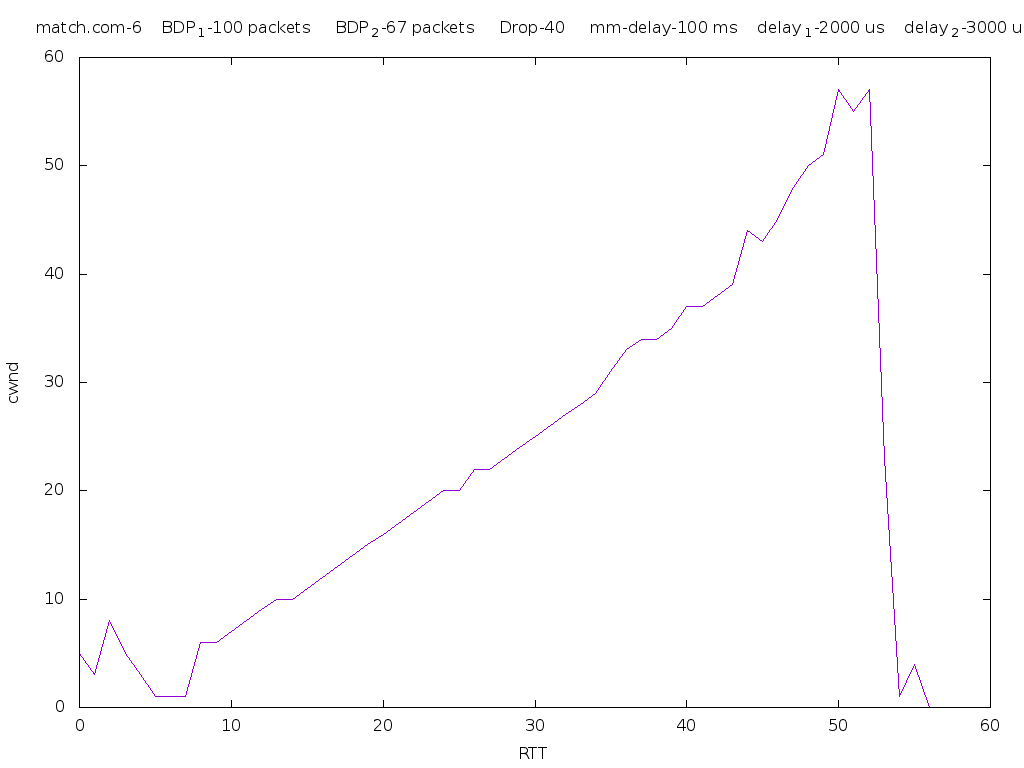 match.com-6 BDP1-100 packets BDP2-67 packets Drop-40 mm-delay-100 ms delay1-2000 us delay2-3000 u
60
50
40
30
20
10
0
cwnd
0 10 20 30 40 50 60
RTT